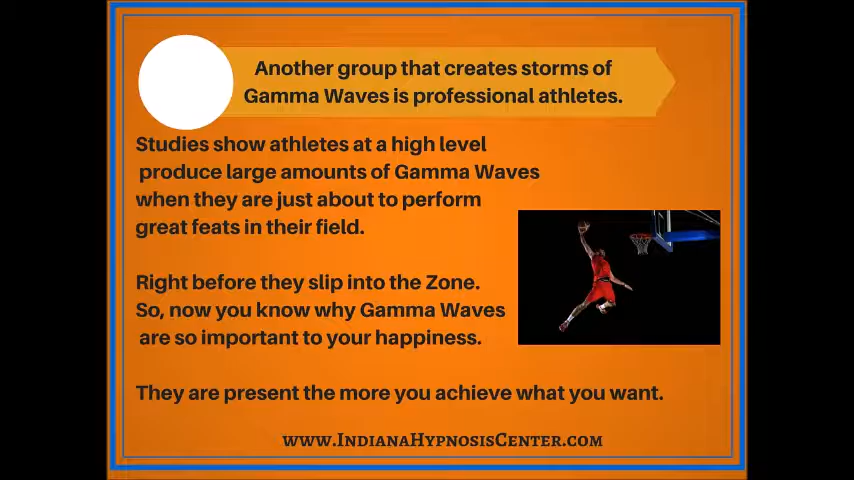 Another group that creates storms of
Gamma Waves is professional athletes.
Studies show athletes at a high level
produce large amounts of Gamma Waves
when they are just about to perform
great feats in their field.
Right before they slip into the Zone.
So, now you know why Gamma Waves
are so important to your happiness.
They are present the more you achieve what you want.
www.IndianaHypnosisCenter.com